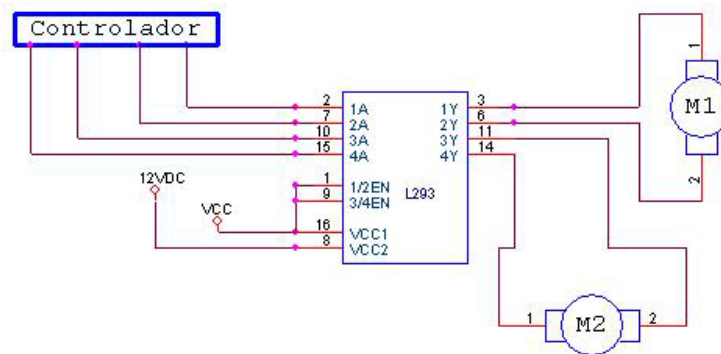 Controlador
2 1A 1Y 3
7 2A 2Y 6
10 3A 3Y 11
15 4A 4Y 14
1 1/2EN
9 3/4EN
L293
16 VCC1
8 VCC2
12VDC
VCC
1
M1
2
1 M2 2